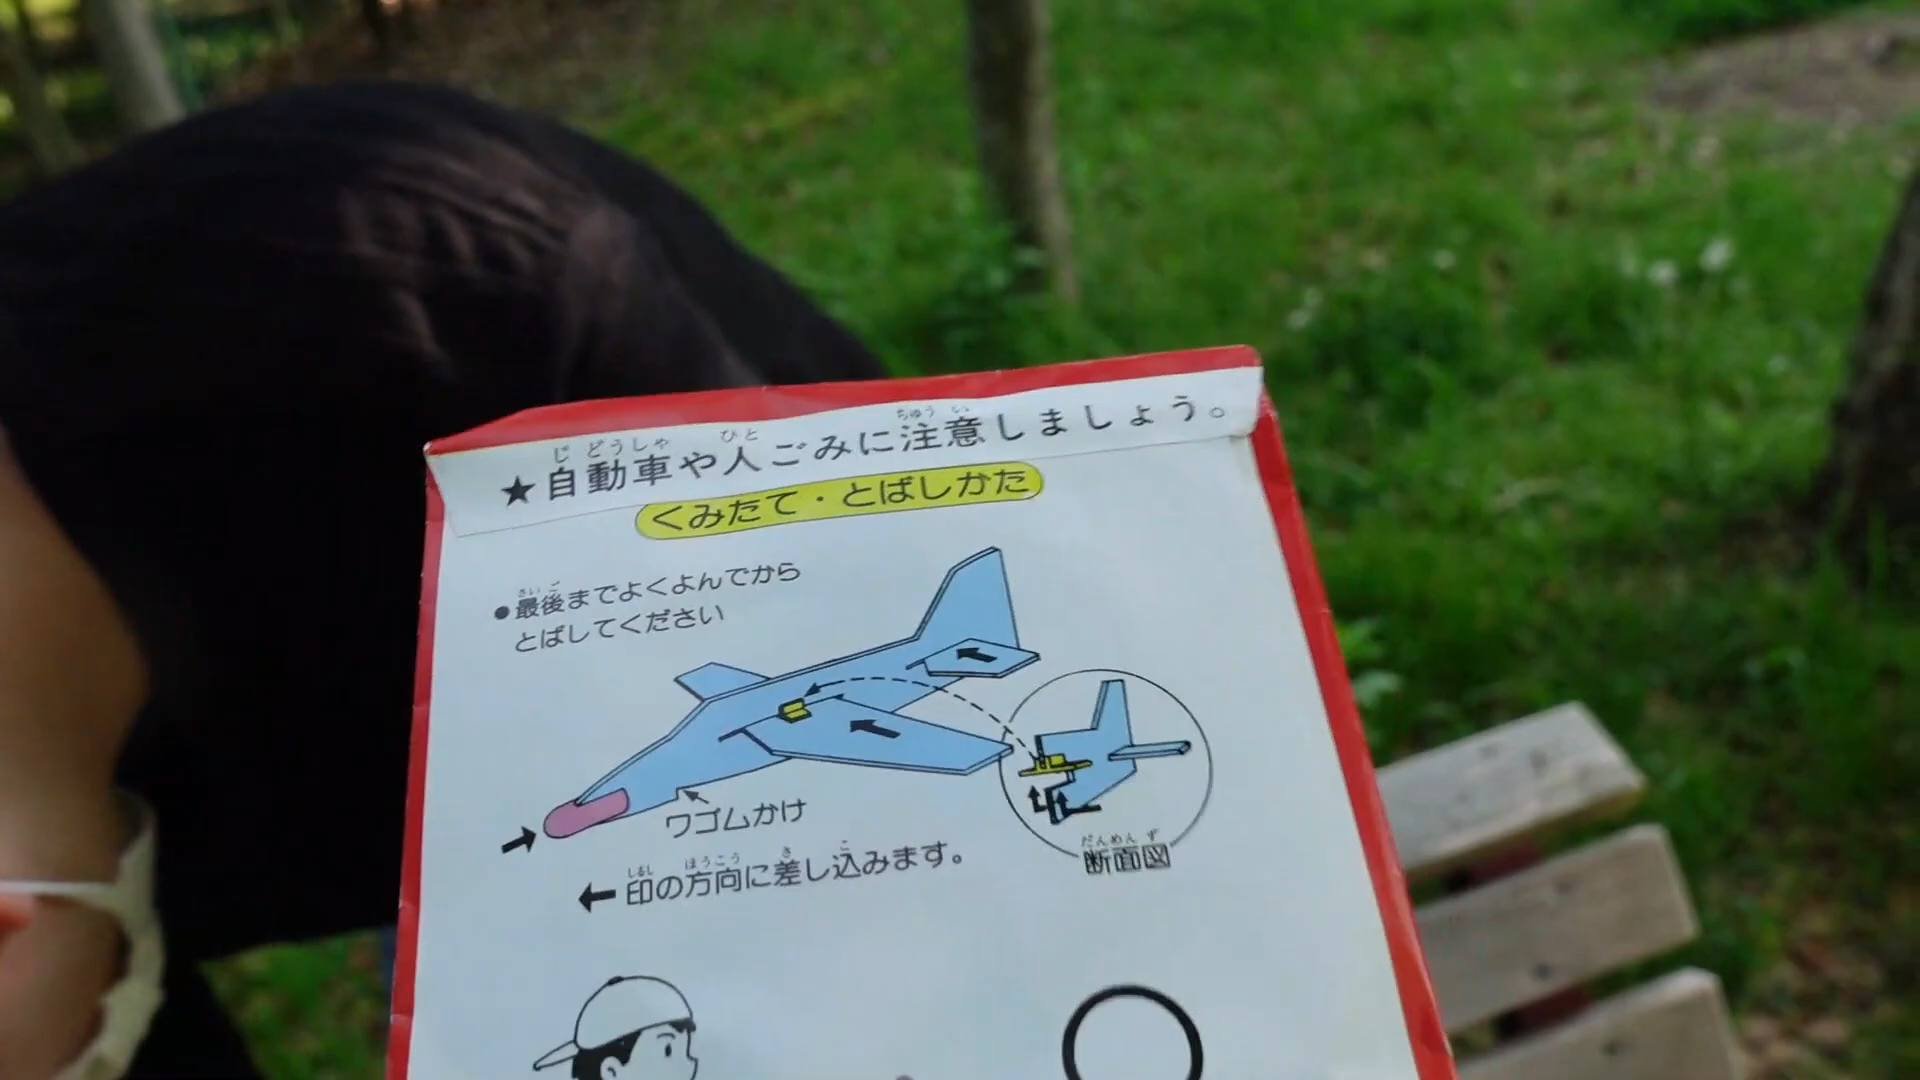 ★自動車や人ごみに注意しましょう。
くみたて・とばしかた
●最後までよくよんでから
とばしてください
ワゴムかけ
断面図
←印の方向に差し込みます。